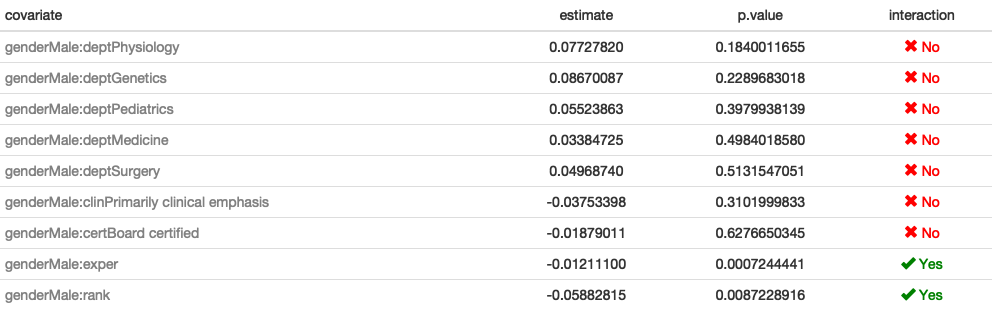 covariate estimate p.value interaction
genderMale:deptPhysiology 0.07727820 0.1840011655 ✖ No
genderMale:deptGenetics 0.08670087 0.2289683018 ✖ No
genderMale:deptPediatrics 0.05523863 0.3979938139 ✖ No
genderMale:deptMedicine 0.03384725 0.4984018580 ✖ No
genderMale:deptSurgery 0.04968740 0.5131547051 ✖ No
genderMale:clinPrimarily clinical emphasis -0.03753398 0.3101999833 ✖ No
genderMale:certBoard certified -0.01879011 0.6276650345 ✖ No
genderMale:exper -0.01211100 0.0007244441 ✔ Yes
genderMale:rank -0.05882815 0.0087228916 ✔ Yes